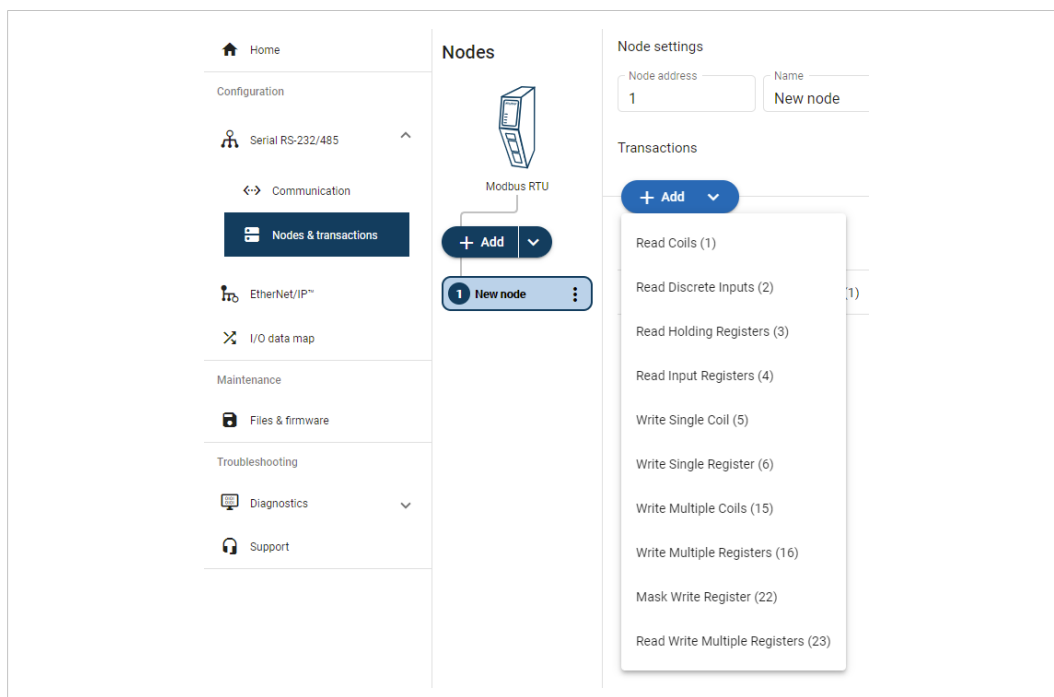 Home
Configuration
Serial RS-232/485
Communication
Nodes & transactions
EtherNet/IP™
I/O data map
Maintenance
Files & firmware
Troubleshooting
Diagnostics
Support
Nodes
Modbus RTU
+ Add
1 New node
Node settings
Node address
1
Name
New node
Transactions
+ Add
Read Coils (1)
Read Discrete Inputs (2)
(1)
Read Holding Registers (3)
Read Input Registers (4)
Write Single Coil (5)
Write Single Register (6)
Write Multiple Coils (15)
Write Multiple Registers (16)
Mask Write Register (22)
Read Write Multiple Registers (23)